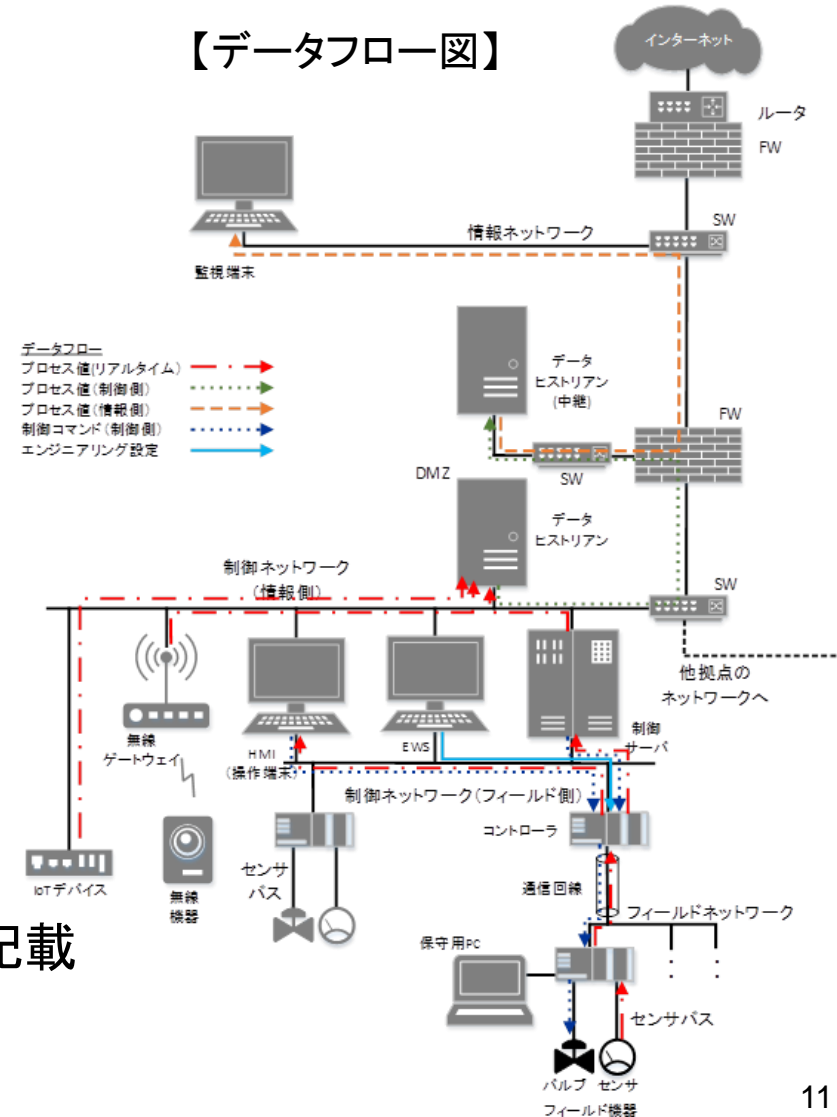 【データフロー図】
インターネット
ルータ
FW
SW
情報ネットワーク
監視端末
データフロー
プロセス値(リアルタイム)
プロセス値(制御側)
プロセス値(情報側)
制御コマンド(制御側)
エンジニアリング設定
データ
ヒストリアン
(中継)
FW
DMZ
SW
データ
ヒストリアン
制御ネットワーク
(情報側)
SW
他拠点の
ネットワークへ
無線
ゲートウェイ
HMI
(操作端末)
EWS
制御
サーバ
制御ネットワーク(フィールド側)
コントローラ
IoTデバイス
無線
機器
センサ
バス
通信回線
フィールドネットワーク
記載
保守用PC
センサバス
バルブ
センサ
フィールド機器
11